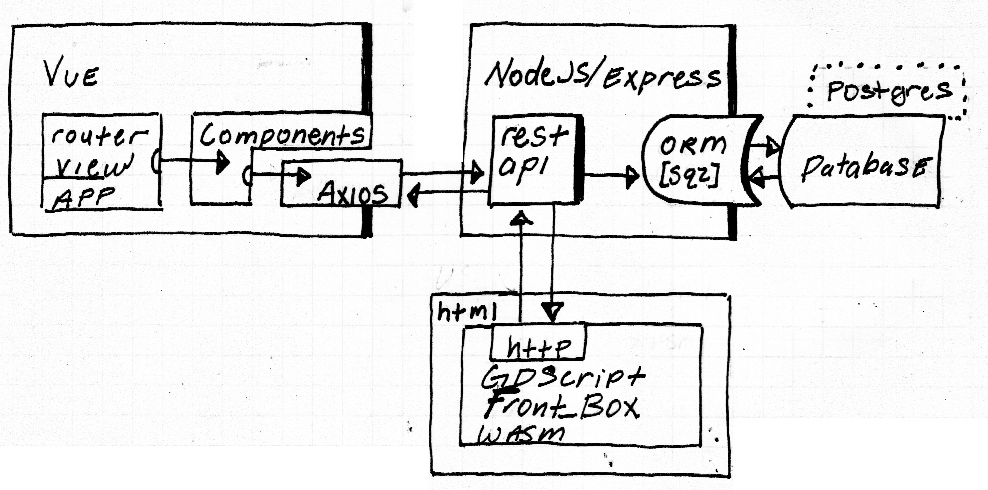 VUE
router
view
APP
Components
Axios
NodeJS/Express
rest
api
ORM
[sqz]
Postgres
Database
html
http
GDScript
Front_Box
WASM